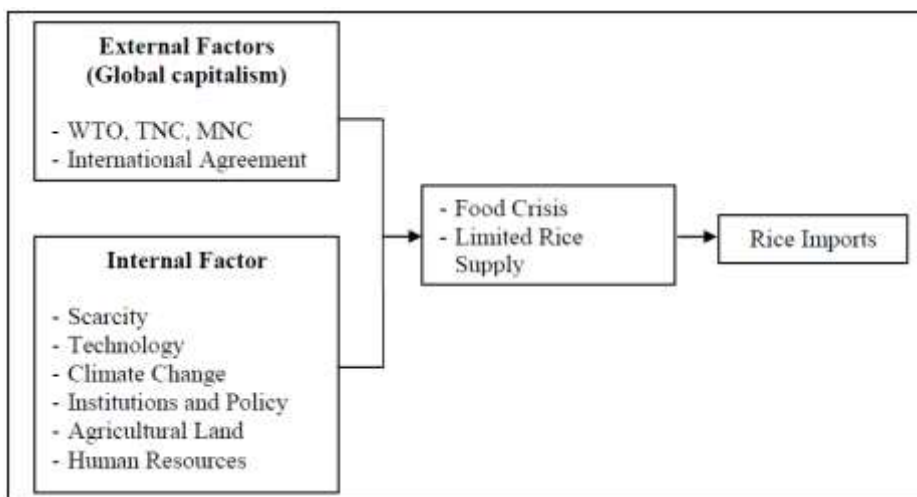 External Factors
(Global capitalism)
- WTO, TNC, MNC
- International Agreement
Internal Factor
- Scarcity
- Technology
- Climate Change
- Institutions and Policy
- Agricultural Land
- Human Resources
- Food Crisis
- Limited Rice
Supply
Rice Imports